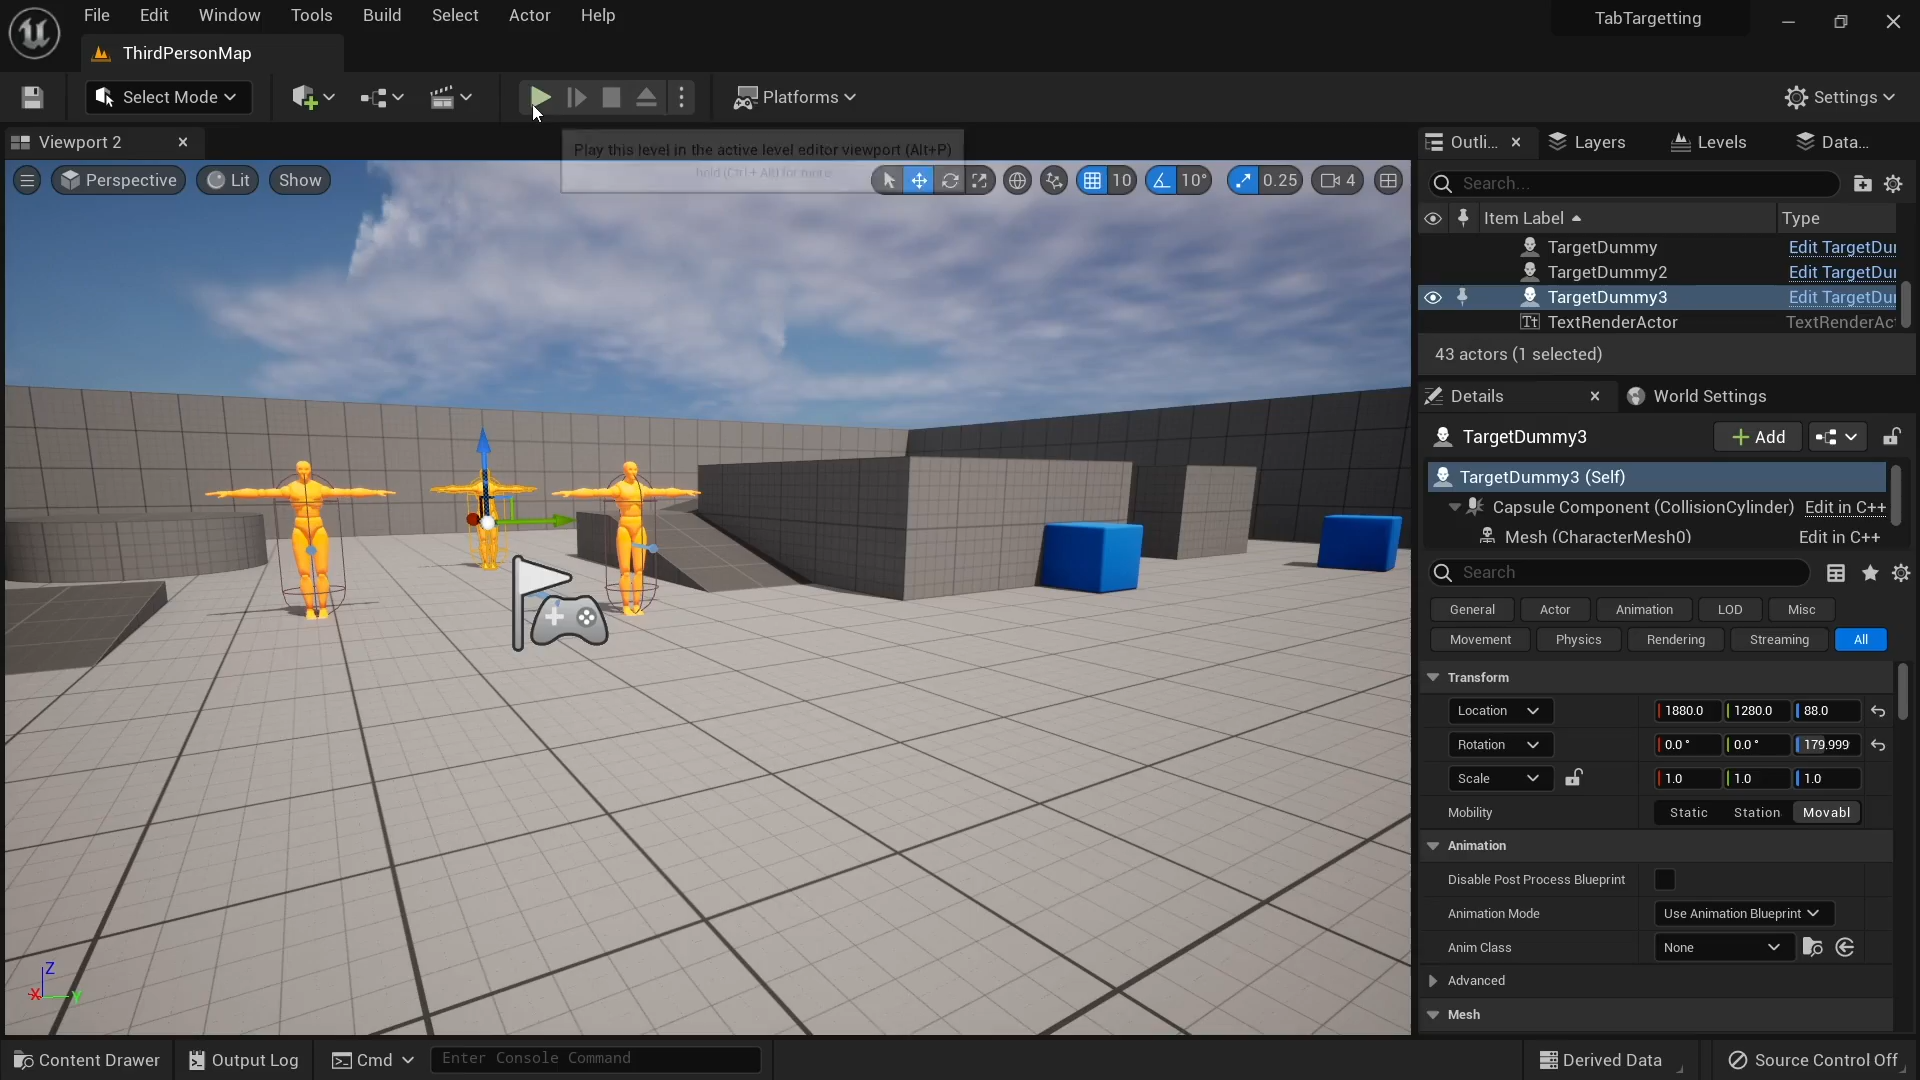 File Edit Window Tools Build Select Actor Help
TabTargetting
ThirdPersonMap
Select Mode
Platforms
Settings
Viewport 2
Outli...
Layers
Levels
Data...
Play this level in the active level editor viewport (Alt+P)
hold (Ctrl + Alt) for more
Perspective
Lit
Show
10
10°
0.25
4
Search...
Item Label
Type
TargetDummy
Edit TargetDu
TargetDummy2
Edit TargetDu
TargetDummy3
Edit TargetDu
Tt TextRenderActor
TextRenderAc
43 actors (1 selected)
Details
World Settings
TargetDummy3
Add
TargetDummy3 (Self)
Capsule Component (CollisionCylinder)
Edit in C++
Mesh (CharacterMesh0)
Edit in C++
Search
General
Actor
Animation
LOD
Misc
Movement
Physics
Rendering
Streaming
All
Transform
Location
1880.0
1280.0
88.0
Rotation
0.0 °
0.0 °
179.999
Scale
1.0
1.0
1.0
Mobility
Static
Station
Movabl
Animation
Disable Post Process Blueprint
Animation Mode
Use Animation Blueprint
Anim Class
None
Advanced
Mesh
Z
X
Y
Content Drawer
Output Log
Cmd
Enter Console Command
Derived Data
Source Control Off